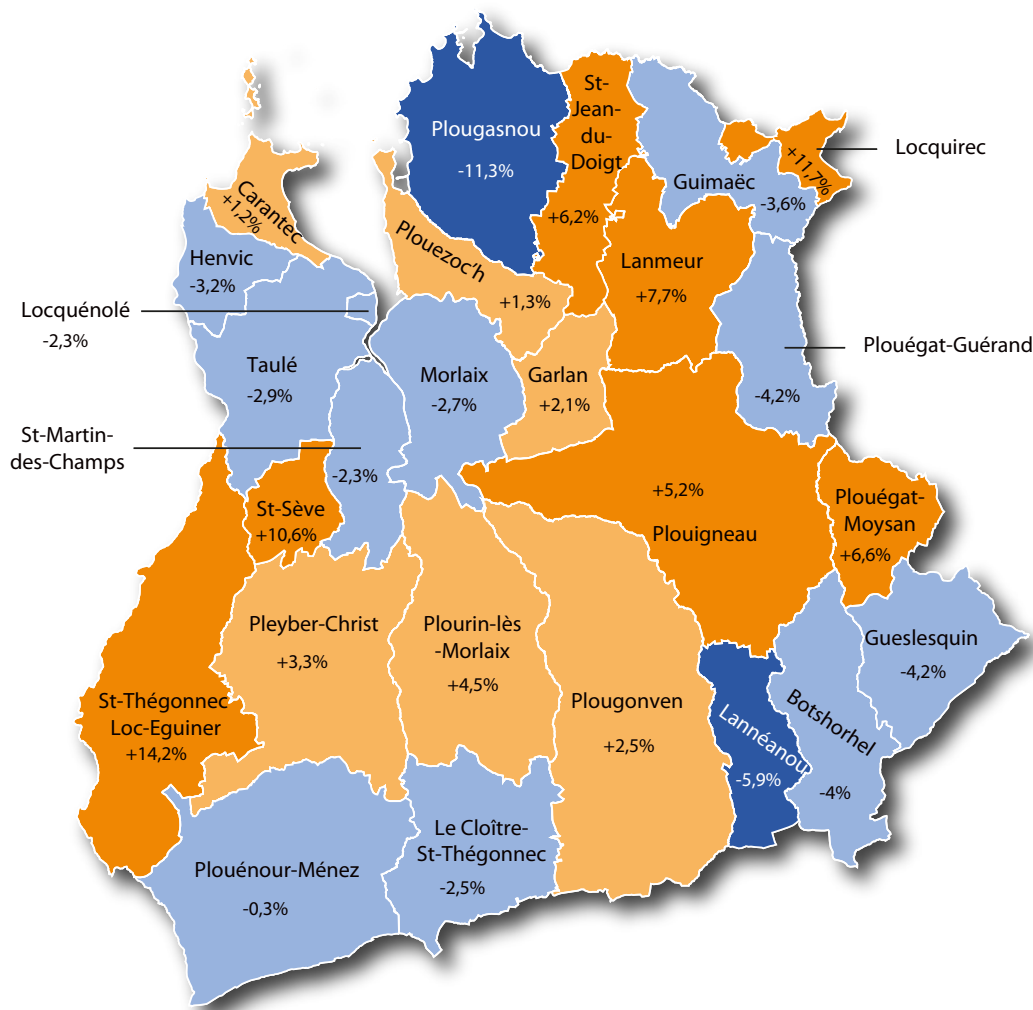 Plougasnou
-11,3%
St-
Jean-
du-
Doigt
+6,2%
Locquirec
+11,7%
Guimaëc
-3,6%
Carantec
+1,2%
Henvic
-3,2%
Plouezoc'h
+1,3%
Lanmeur
+7,7%
Locquénolé
-2,3%
Taulé
-2,9%
Morlaix
-2,7%
Garlan
+2,1%
Plouégat-Guérand
-4,2%
St-Martin-
des-Champs
-2,3%
St-Sève
+10,6%
+5,2%
Plouigneau
Plouégat-
Moysan
+6,6%
Pleyber-Christ
+3,3%
Plourin-lès
-Morlaix
+4,5%
Gueslesquin
-4,2%
St-Thégonnec
Loc-Eguiner
+14,2%
Plougonven
+2,5%
Lannéanou
-5,9%
Botshorhel
-4%
Plouénour-Ménez
-0,3%
Le Cloître-
St-Thégonnec
-2,5%